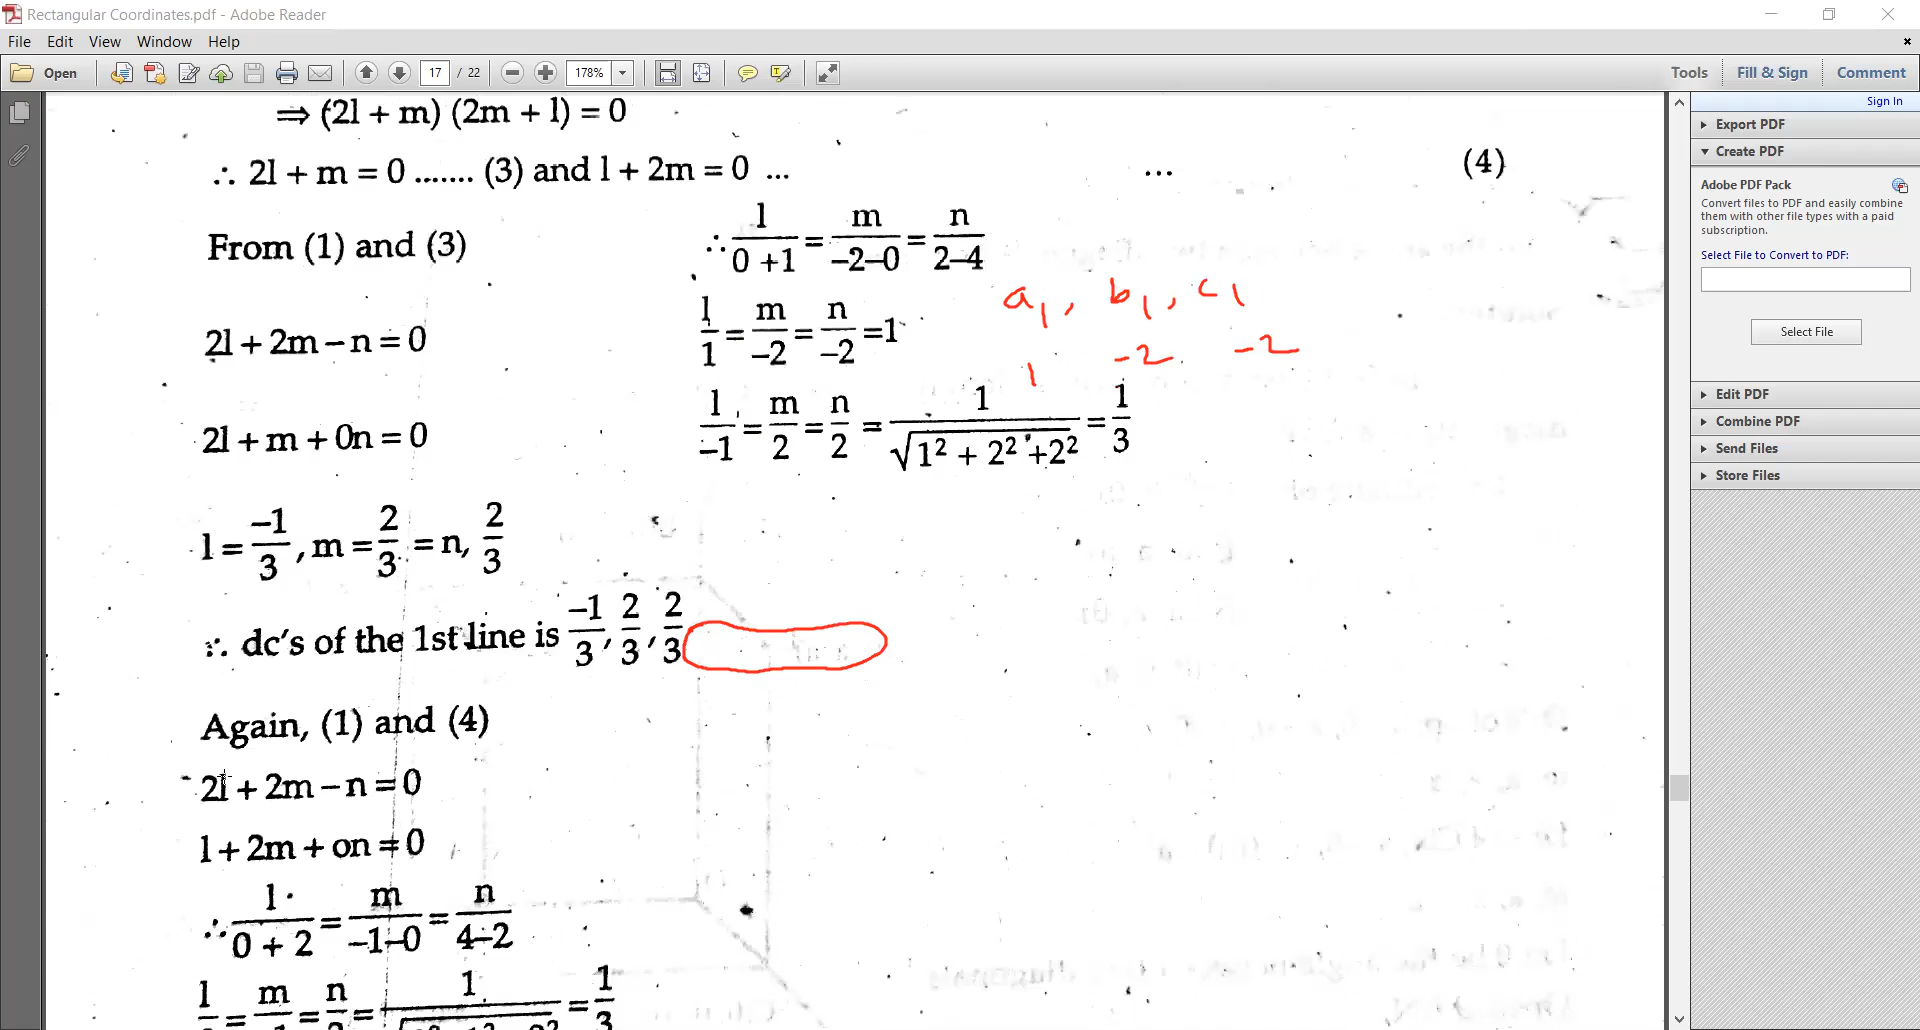 Rectangular Coordinates.pdf - Adobe Reader
File Edit View Window Help
Open 17 / 22 178% Tools Fill & Sign Comment
Sign In
Export PDF
Create PDF
Adobe PDF Pack
Convert files to PDF and easily combine
them with other file types with a paid
subscription.
Select File to Convert to PDF:
Select File
Edit PDF
Combine PDF
Send Files
Store Files
⇒ (2l + m) (2m + l) = 0
∴ 2l + m = 0 ....... (3) and l + 2m = 0 ... ... (4)
From (1) and (3) ∴ l/(0 +1) = m/(–2–0) = n/(2–4)
a1, b1, c1
2l + 2m – n = 0 l/1 = m/–2 = n/–2 = 1
1 -2 -2
2l + m + 0n = 0 l/–1 = m/2 = n/2 = 1/√(1² + 2² + 2²) = 1/3
l = –1/3, m = 2/3 = n, 2/3
∴ dc's of the 1st line is –1/3, 2/3, 2/3
Again, (1) and (4)
2l + 2m – n = 0
l + 2m + on = 0
∴ l/(0 + 2) = m/(–1–0) = n/(4–2)
l m n 1 1
= = = = 3